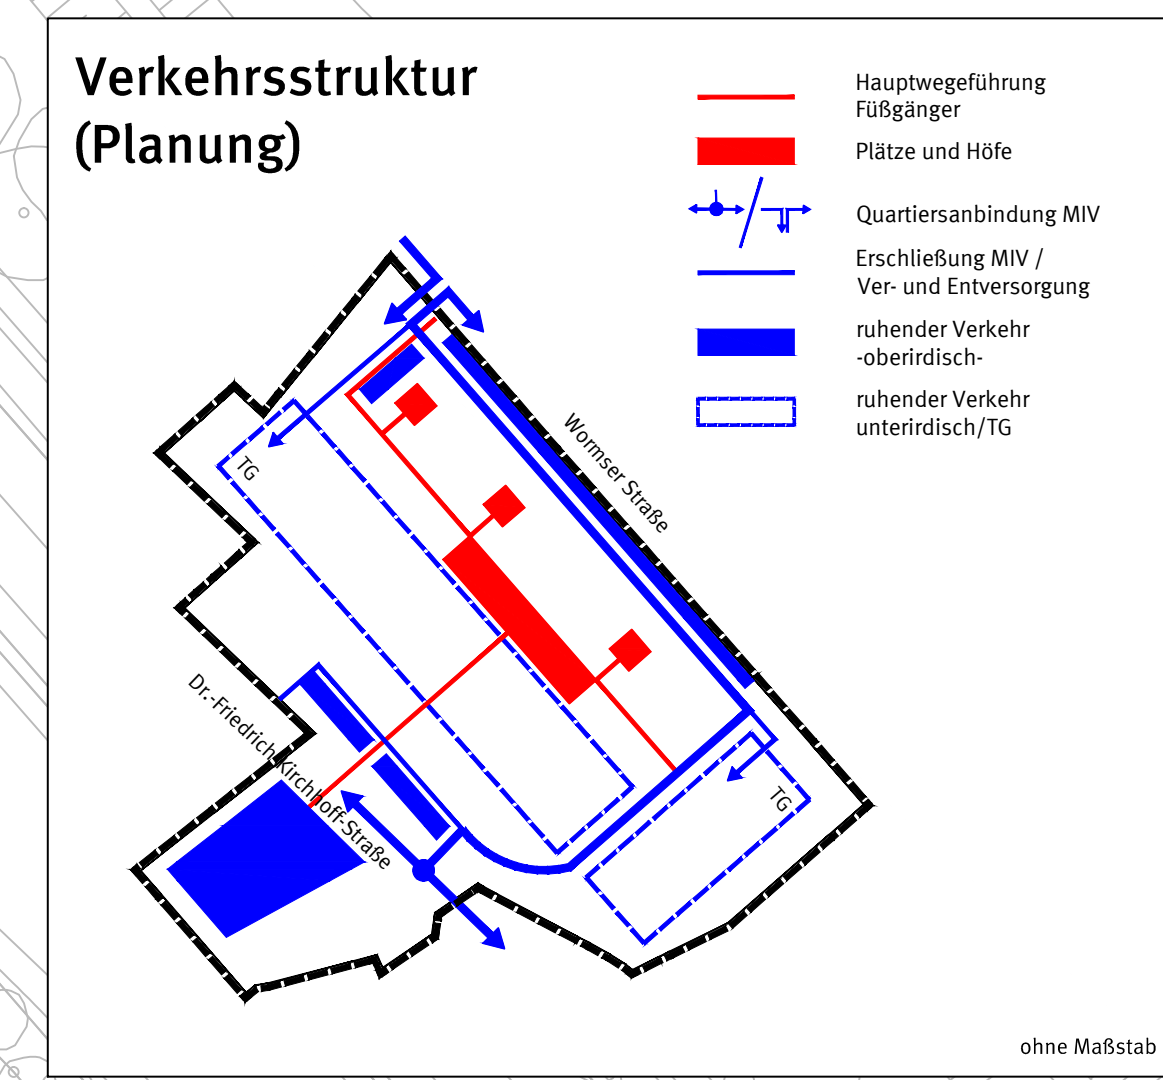 Verkehrsstruktur
(Planung)
Hauptwegeführung
Füßgänger
Plätze und Höfe
Quartiersanbindung MIV
Erschließung MIV /
Ver- und Entversorgung
ruhender Verkehr
-oberirdisch-
ruhender Verkehr
unterirdisch/TG
Wormser Straße
TG
Dr.-Friedrich-Kirchhoff-Straße
TG
ohne Maßstab